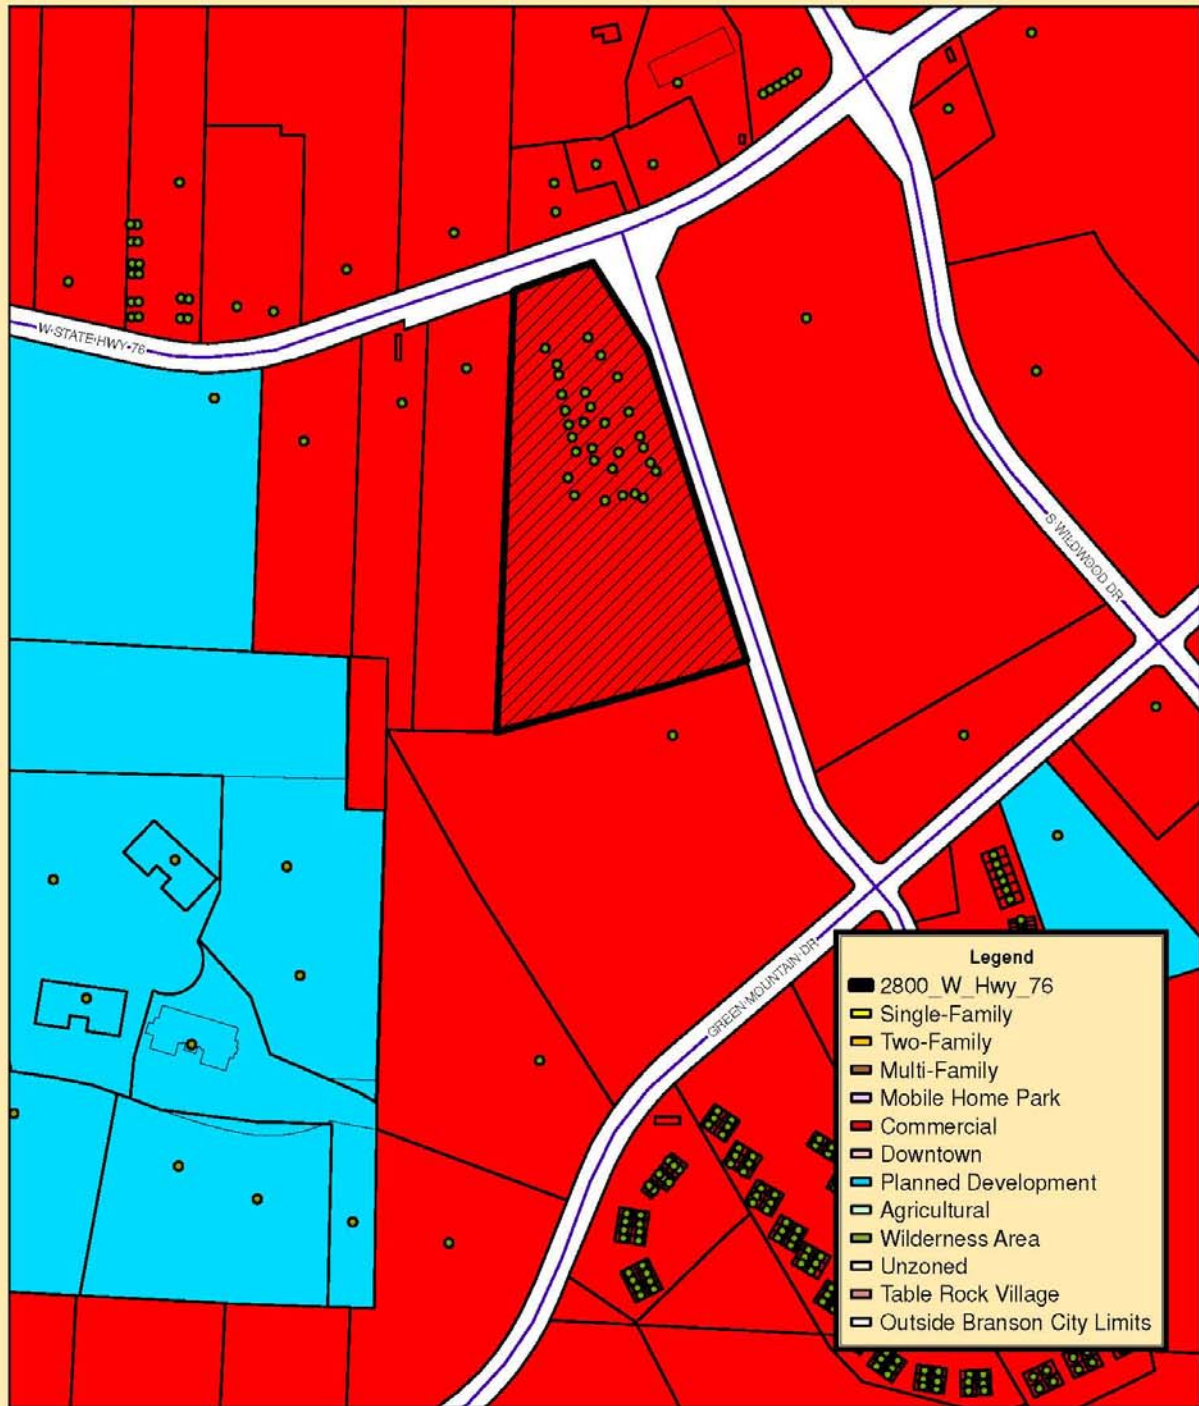 W STATE HWY 76
S WILDWOOD DR
GREEN MOUNTAIN DR
Legend
2800_W_Hwy_76
Single-Family
Two-Family
Multi-Family
Mobile Home Park
Commercial
Downtown
Planned Development
Agricultural
Wilderness Area
Unzoned
Table Rock Village
Outside Branson City Limits